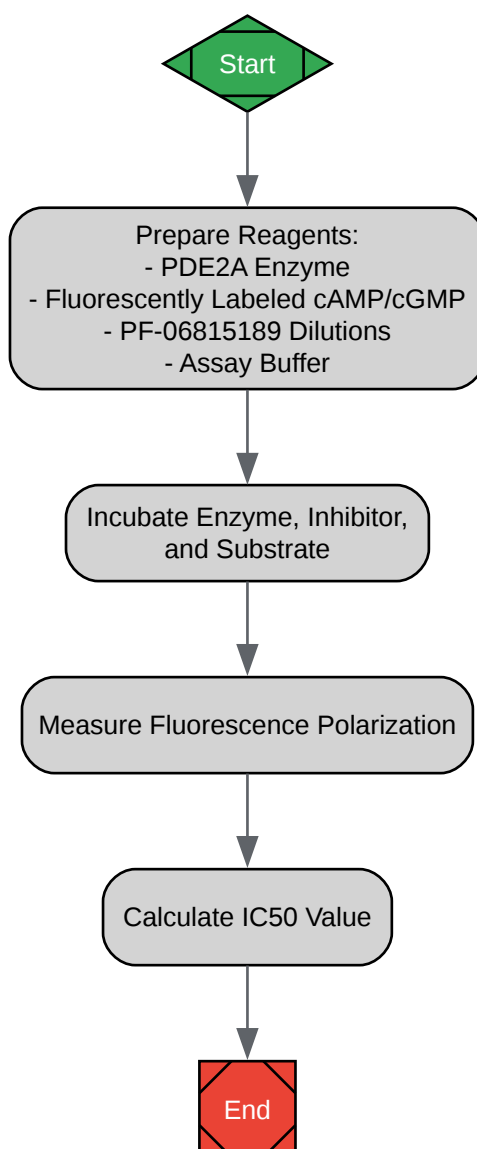 Start
Prepare Reagents:
- PDE2A Enzyme
- Fluorescently Labeled cAMP/cGMP
- PF-06815189 Dilutions
- Assay Buffer
Incubate Enzyme, Inhibitor,
and Substrate
Measure Fluorescence Polarization
Calculate IC50 Value
End